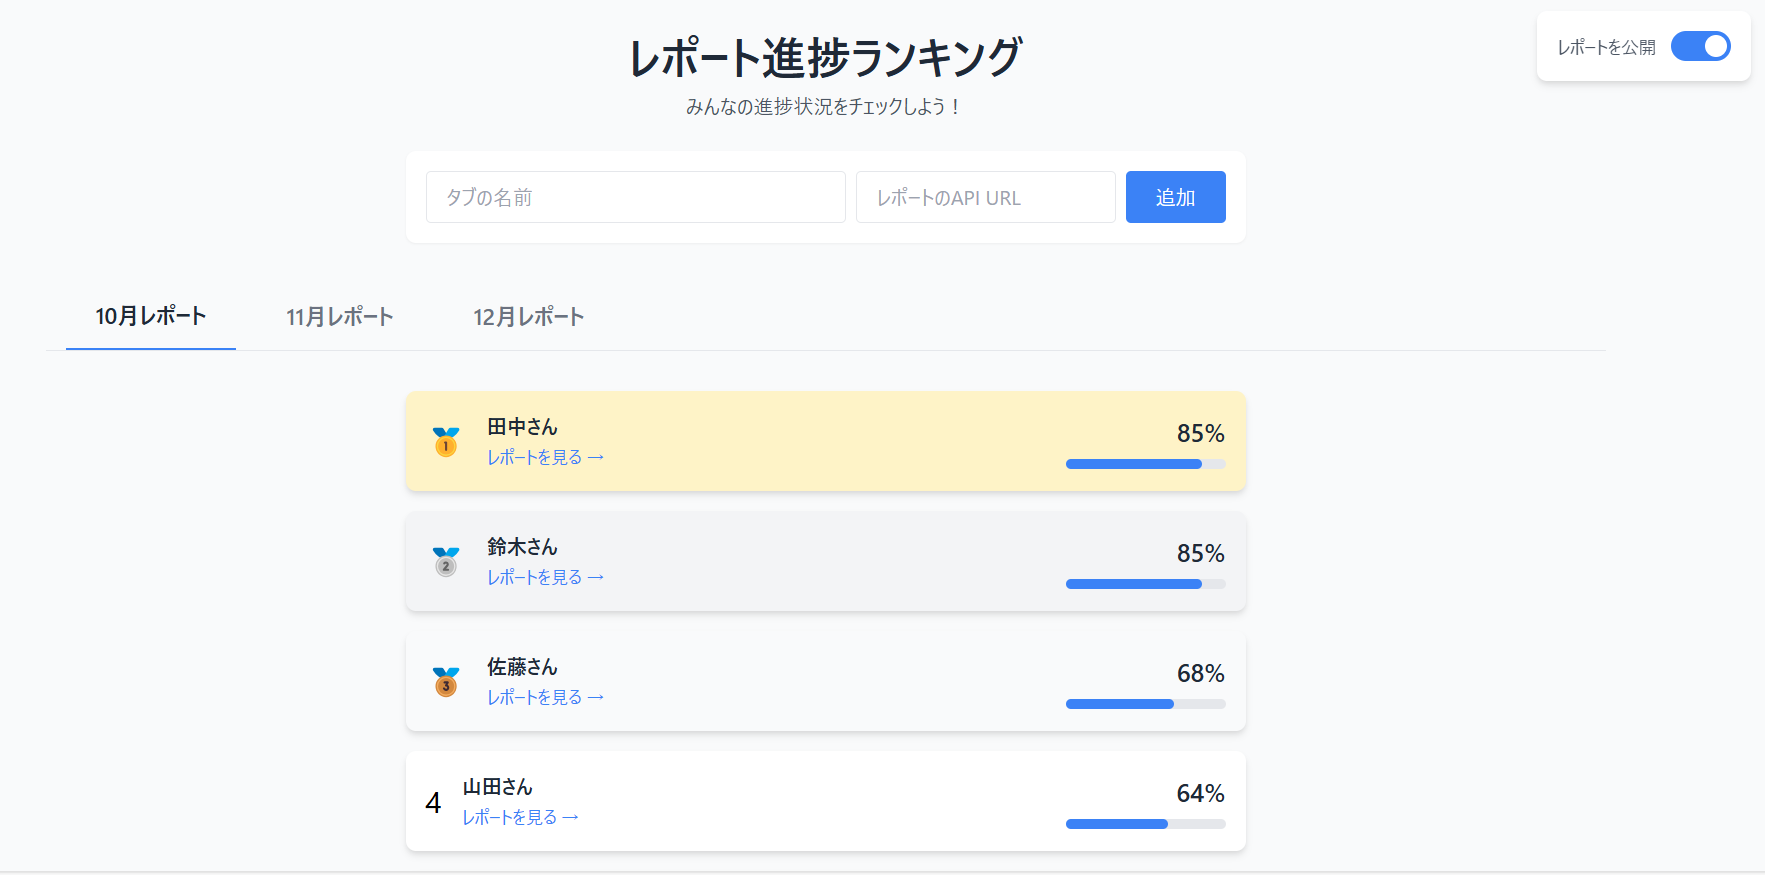 レポート進捗ランキング
レポートを公開
みんなの進捗状況をチェックしよう！
タブの名前
レポートのAPI URL
追加
10月レポート
11月レポート
12月レポート
1
田中さん
85%
レポートを見る →
2
鈴木さん
85%
レポートを見る →
3
佐藤さん
68%
レポートを見る →
4
山田さん
64%
レポートを見る →